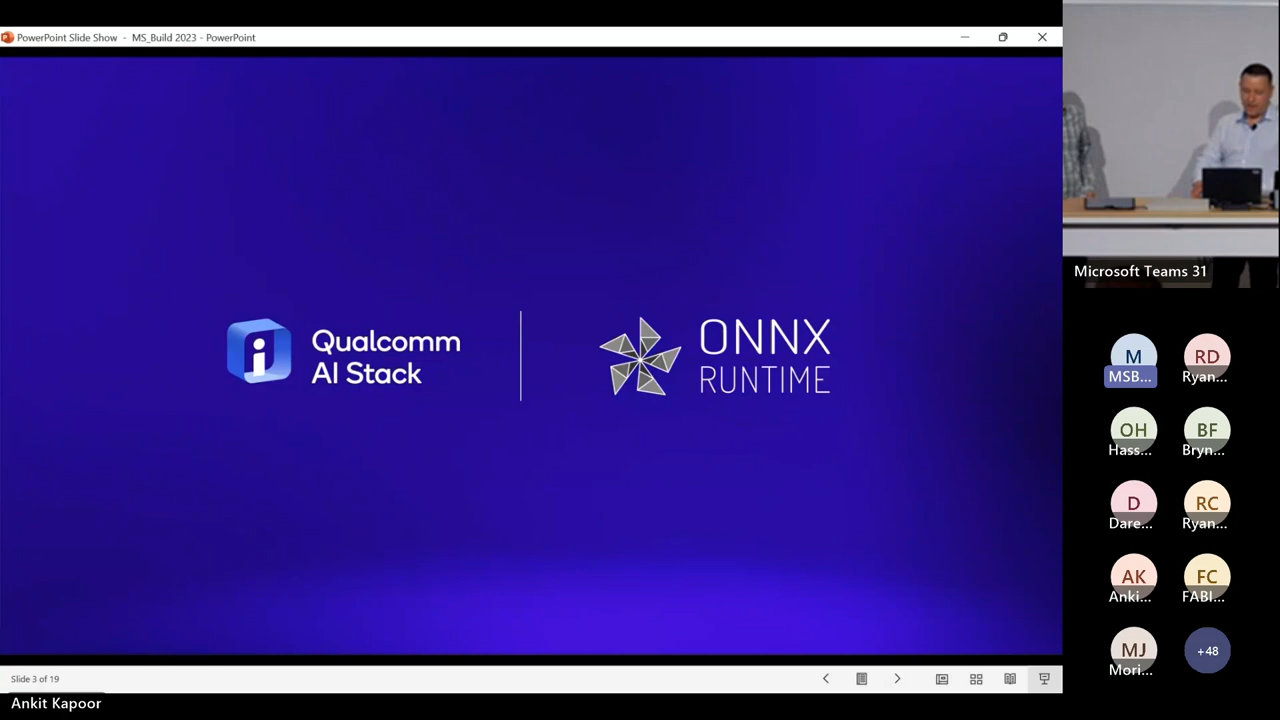 PowerPoint Slide Show - MS_Build 2023 - PowerPoint
Qualcomm
AI Stack
ONNX
RUNTIME
Microsoft Teams 31
M
MSB...
RD
Ryan...
OH
Hass...
BF
Bryn...
D
Dare...
RC
Ryan...
AK
Anki...
FC
FABI...
MJ
Mori...
+48
Slide 3 of 19
Ankit Kapoor